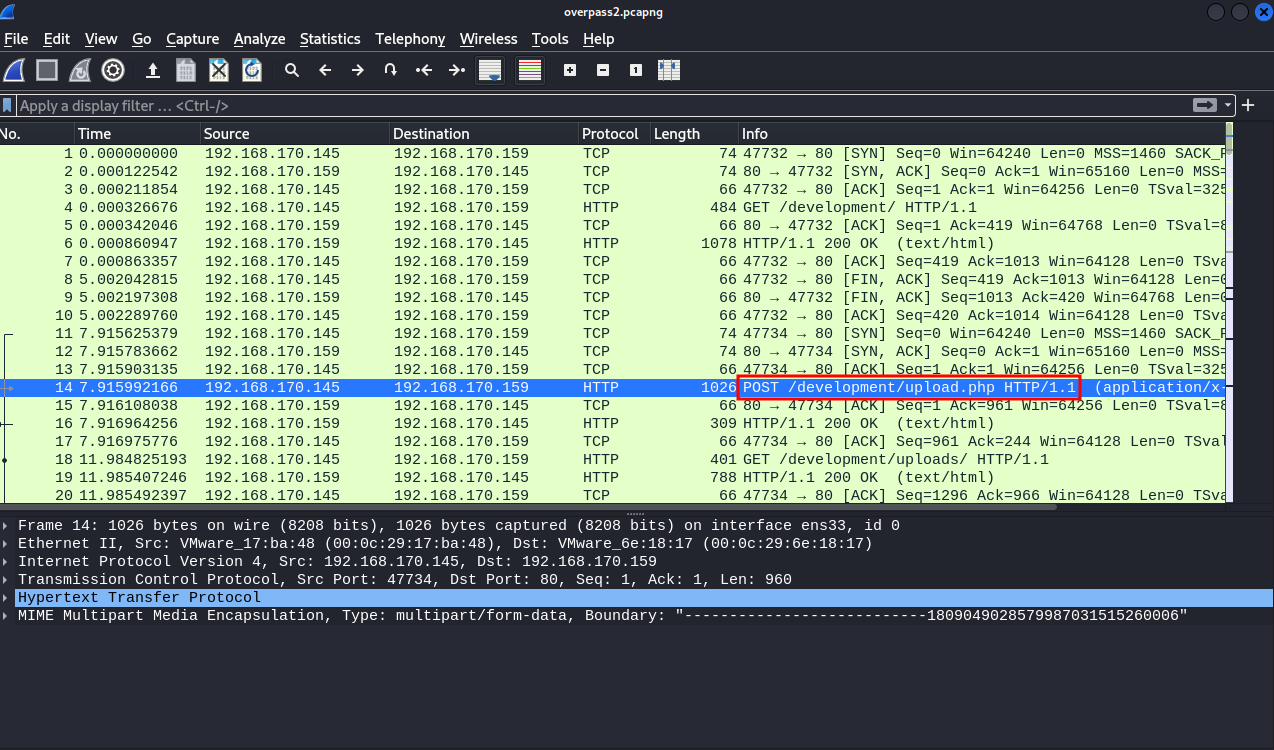 overpass2.pcapng
File Edit View Go Capture Analyze Statistics Telephony Wireless Tools Help
Apply a display filter … <Ctrl-/>
No. Time Source Destination Protocol Length Info
1 0.000000000 192.168.170.145 192.168.170.159 TCP 74 47732 → 80 [SYN] Seq=0 Win=64240 Len=0 MSS=1460 SACK_
2 0.000122542 192.168.170.159 192.168.170.145 TCP 74 80 → 47732 [SYN, ACK] Seq=0 Ack=1 Win=65160 Len=0 MSS=
3 0.000211854 192.168.170.145 192.168.170.159 TCP 66 47732 → 80 [ACK] Seq=1 Ack=1 Win=64256 Len=0 TSval=325
4 0.000326676 192.168.170.145 192.168.170.159 HTTP 484 GET /development/ HTTP/1.1
5 0.000342046 192.168.170.159 192.168.170.145 TCP 66 80 → 47732 [ACK] Seq=1 Ack=419 Win=64768 Len=0 TSval=8
6 0.000860947 192.168.170.159 192.168.170.145 HTTP 1078 HTTP/1.1 200 OK (text/html)
7 0.000863357 192.168.170.145 192.168.170.159 TCP 66 47732 → 80 [ACK] Seq=419 Ack=1013 Win=64128 Len=0 TSva
8 5.002042815 192.168.170.145 192.168.170.159 TCP 66 47732 → 80 [FIN, ACK] Seq=419 Ack=1013 Win=64128 Len=0
9 5.002197308 192.168.170.159 192.168.170.145 TCP 66 80 → 47732 [FIN, ACK] Seq=1013 Ack=420 Win=64768 Len=0
10 5.002289760 192.168.170.145 192.168.170.159 TCP 66 47732 → 80 [ACK] Seq=420 Ack=1014 Win=64128 Len=0 TSva
11 7.915625379 192.168.170.145 192.168.170.159 TCP 74 47734 → 80 [SYN] Seq=0 Win=64240 Len=0 MSS=1460 SACK_
12 7.915783662 192.168.170.159 192.168.170.145 TCP 74 80 → 47734 [SYN, ACK] Seq=0 Ack=1 Win=65160 Len=0 MSS=
13 7.915903135 192.168.170.145 192.168.170.159 TCP 66 47734 → 80 [ACK] Seq=1 Ack=1 Win=64256 Len=0 TSval=325
14 7.915992166 192.168.170.145 192.168.170.159 HTTP 1026 POST /development/upload.php HTTP/1.1 (application/x-
15 7.916108038 192.168.170.159 192.168.170.145 TCP 66 80 → 47734 [ACK] Seq=1 Ack=961 Win=64256 Len=0 TSval=8
16 7.916964256 192.168.170.159 192.168.170.145 HTTP 309 HTTP/1.1 200 OK (text/html)
17 7.916975776 192.168.170.145 192.168.170.159 TCP 66 47734 → 80 [ACK] Seq=961 Ack=244 Win=64128 Len=0 TSval
18 11.984825193 192.168.170.145 192.168.170.159 HTTP 401 GET /development/uploads/ HTTP/1.1
19 11.985407246 192.168.170.159 192.168.170.145 HTTP 788 HTTP/1.1 200 OK (text/html)
20 11.985492397 192.168.170.145 192.168.170.159 TCP 66 47734 → 80 [ACK] Seq=1296 Ack=966 Win=64128 Len=0 TSva
Frame 14: 1026 bytes on wire (8208 bits), 1026 bytes captured (8208 bits) on interface ens33, id 0
Ethernet II, Src: VMware_17:ba:48 (00:0c:29:17:ba:48), Dst: VMware_6e:18:17 (00:0c:29:6e:18:17)
Internet Protocol Version 4, Src: 192.168.170.145, Dst: 192.168.170.159
Transmission Control Protocol, Src Port: 47734, Dst Port: 80, Seq: 1, Ack: 1, Len: 960
Hypertext Transfer Protocol
MIME Multipart Media Encapsulation, Type: multipart/form-data, Boundary: "---------------------------1809049028579987031515260006"